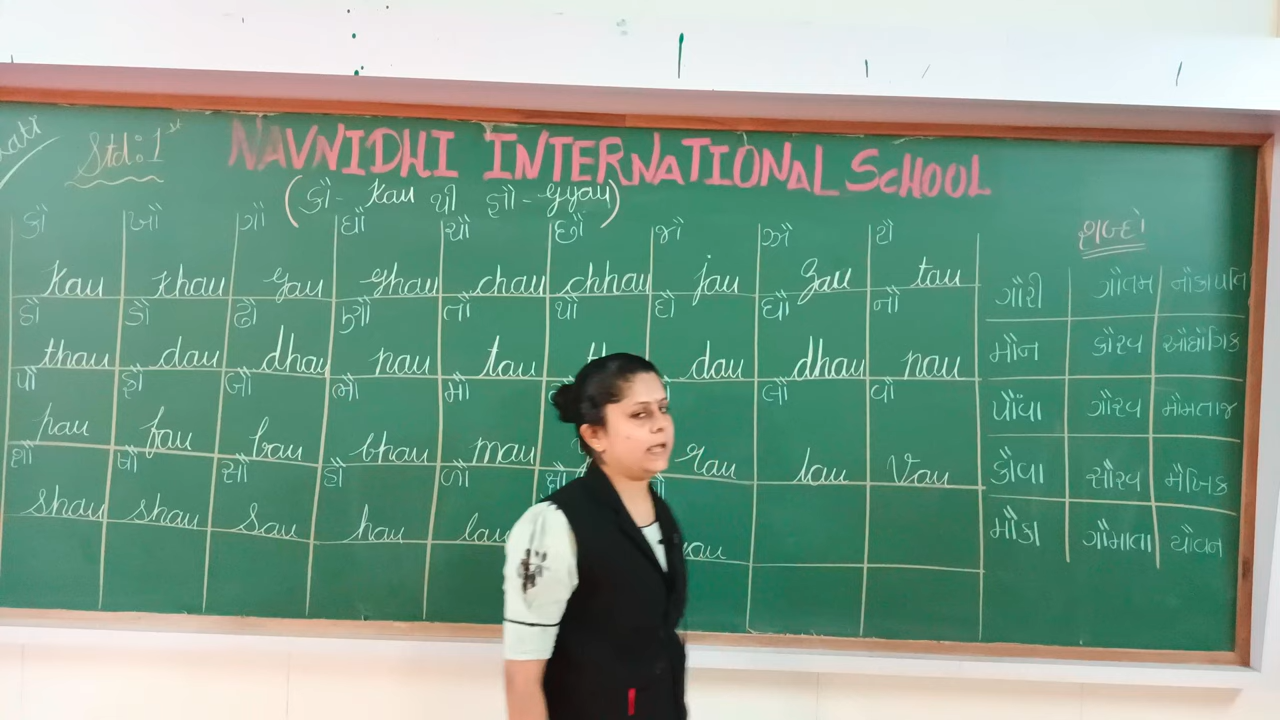 Std:1st
NAVNIDHI INTERNATIONAL SCHOOL
(કૌ- Kau થી જ્ઞૌ- Gyau)
કૌ ખૌ ગૌ ઘૌ ચૌ છૌ જૌ ઝૌ ટૌ
Kau khau gau ghau chau chhau jau zau tau
ઠૌ ડૌ ઢૌ ણૌ તૌ થૌ દૌ ધૌ નૌ
thau dau dhau nau tau dau dhau nau
પૌ ફૌ બૌ ભૌ મૌ લૌ વૌ
pau fau bau bhau mau rau lau Vau
શૌ ષૌ સૌ હૌ ળૌ ક્ષૌ
shau shau Sau hau lau
શબ્દો
ગૌરી ગૌતમ નૌકાપતિ
મૌન કૌરવ ઔદ્યોગિક
પૌંવા ગૌરવ મૌમતાજ
કૌવા સૌરવ મૌખિક
મૌકા ગૌમાતા યૌવન